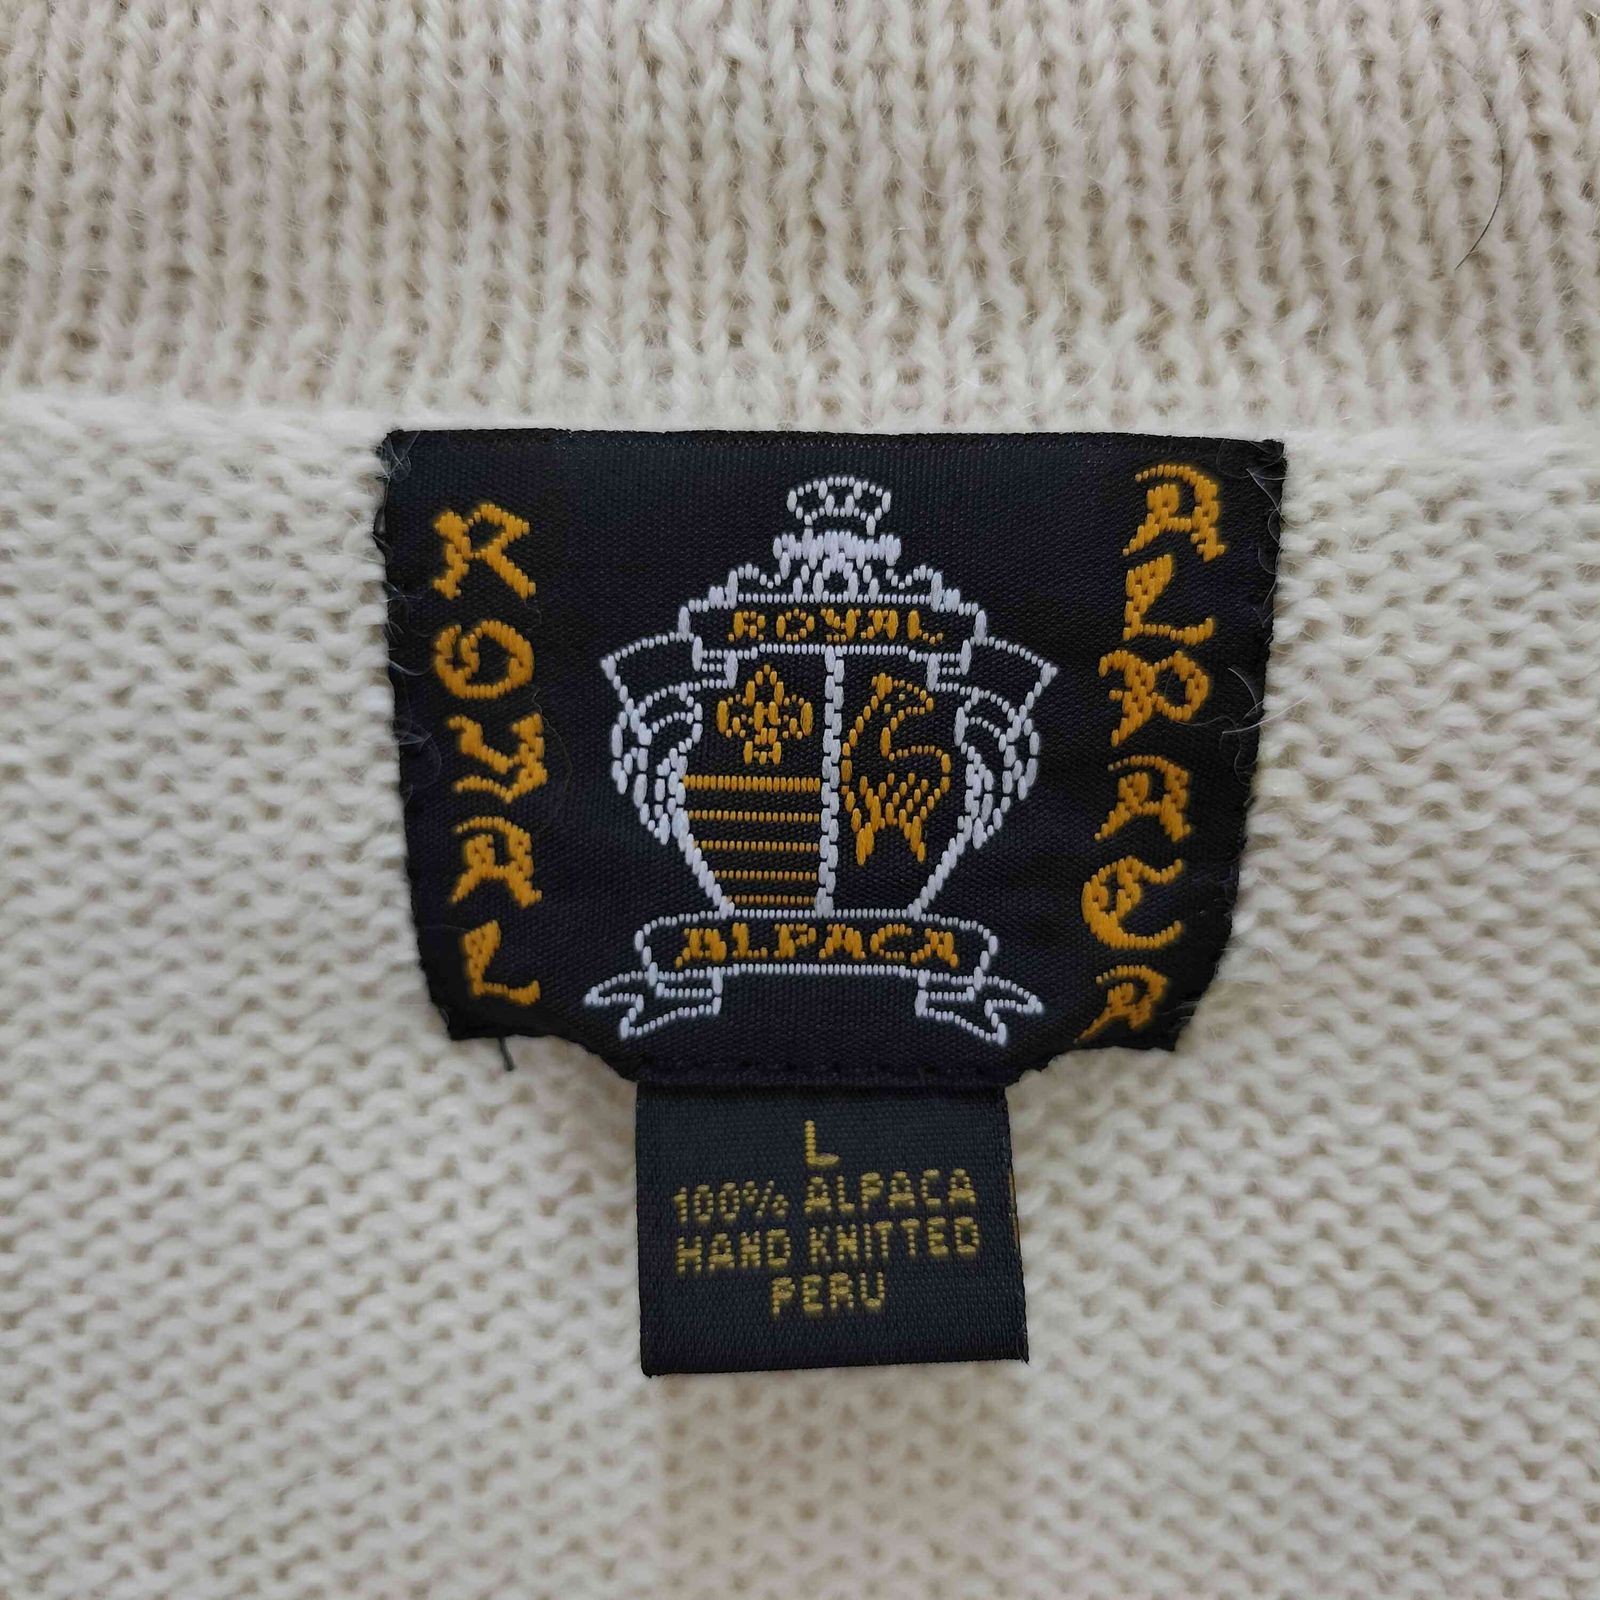 ROYAL
ALPACA
ROYAL
ALPACA
L
100% ALPACA
HAND KNITTED
PERU